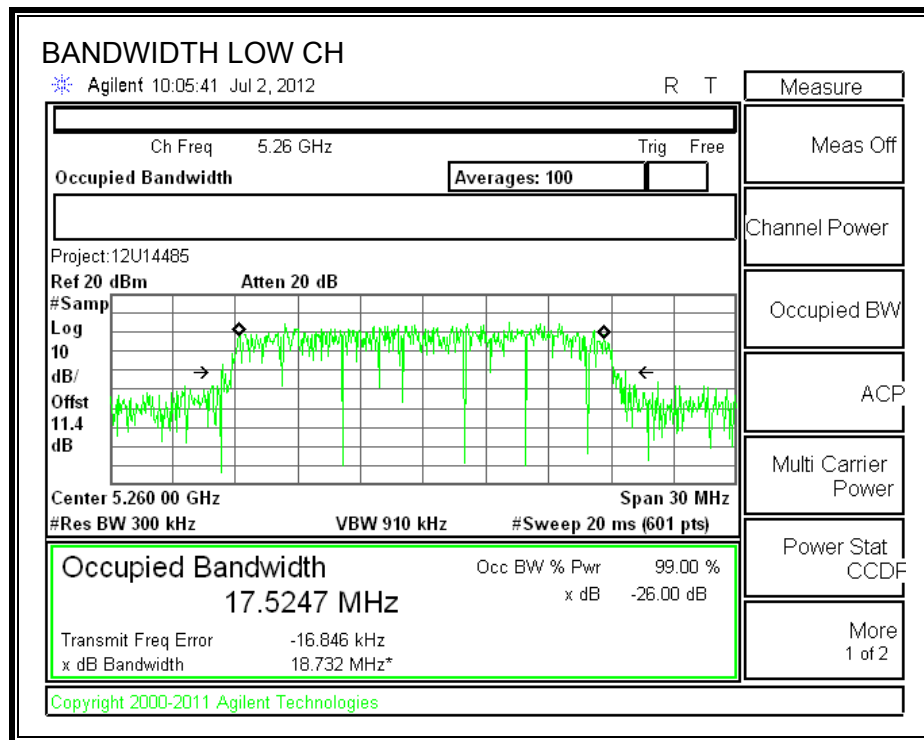 BANDWIDTH LOW CH
Agilent 10:05:41 Jul 2, 2012 R T
Ch Freq 5.26 GHz Trig Free
Occupied Bandwidth Averages: 100
Project:12U14485
Ref 20 dBm Atten 20 dB
#Samp
Log
10
dB/
Offst
11.4
dB
Center 5.260 00 GHz Span 30 MHz
#Res BW 300 kHz VBW 910 kHz #Sweep 20 ms (601 pts)
Occupied Bandwidth Occ BW % Pwr 99.00 %
17.5247 MHz x dB -26.00 dB
Transmit Freq Error -16.846 kHz
x dB Bandwidth 18.732 MHz*
Copyright 2000-2011 Agilent Technologies
Measure
Meas Off
Channel Power
Occupied BW
ACP
Multi Carrier
Power
Power Stat
CCDF
More
1 of 2